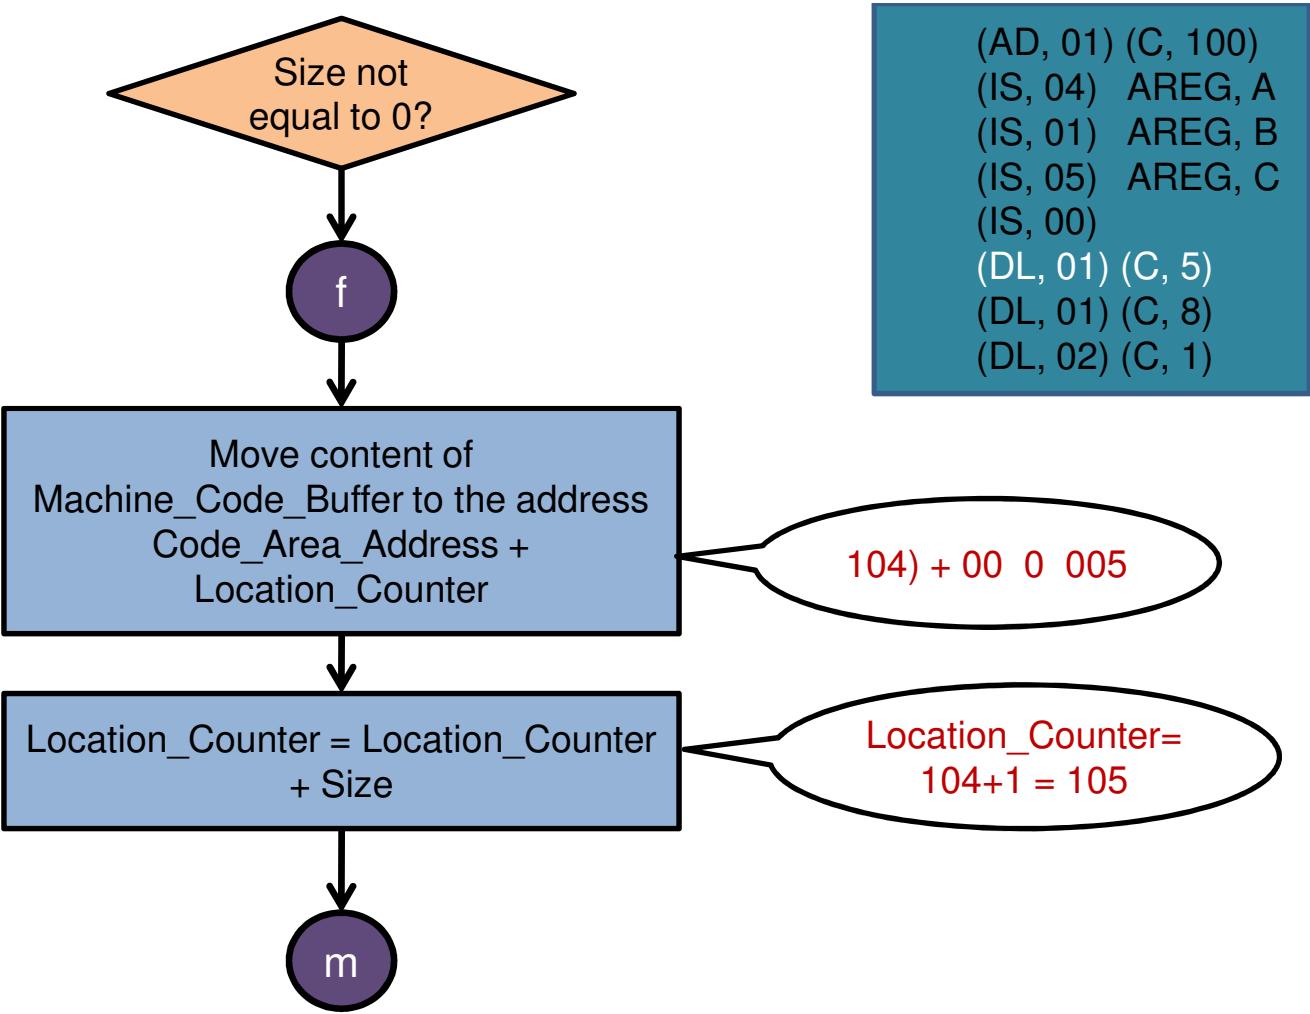 Size not
equal to 0?
f
Move content of
Machine_Code_Buffer to the address
Code_Area_Address +
Location_Counter
Location_Counter = Location_Counter
+ Size
m
(AD, 01) (C, 100)
(IS, 04) AREG, A
(IS, 01) AREG, B
(IS, 05) AREG, C
(IS, 00)
(DL, 01) (C, 5)
(DL, 01) (C, 8)
(DL, 02) (C, 1)
104) + 00 0 005
Location_Counter=
104+1 = 105